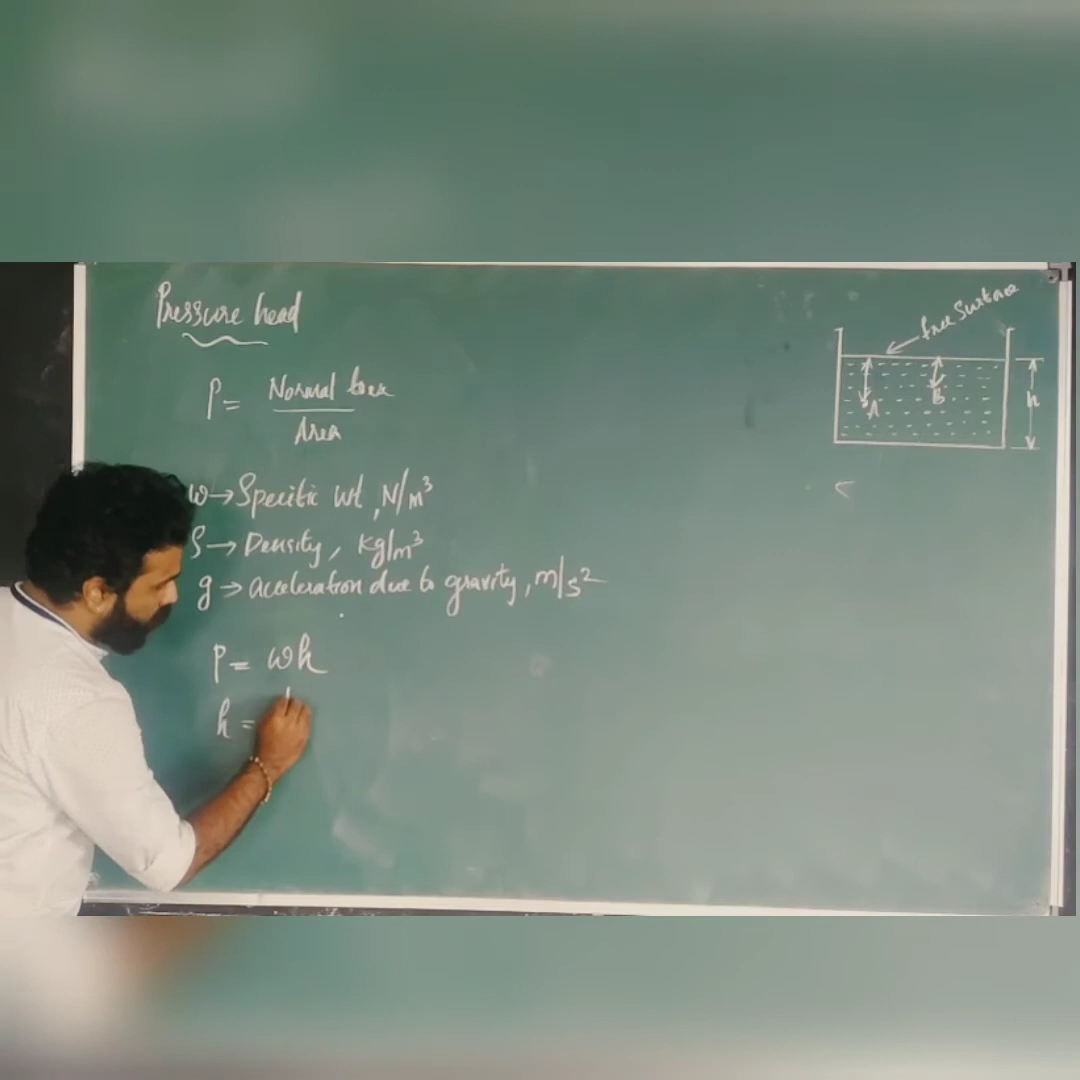 Pressure head
P = Normal force
Area
w → Specific wt, N/m³
ρ → Density, Kg/m³
g → acceleration due to gravity, m/s²
P = wh
h =
free Surface
A
B
h